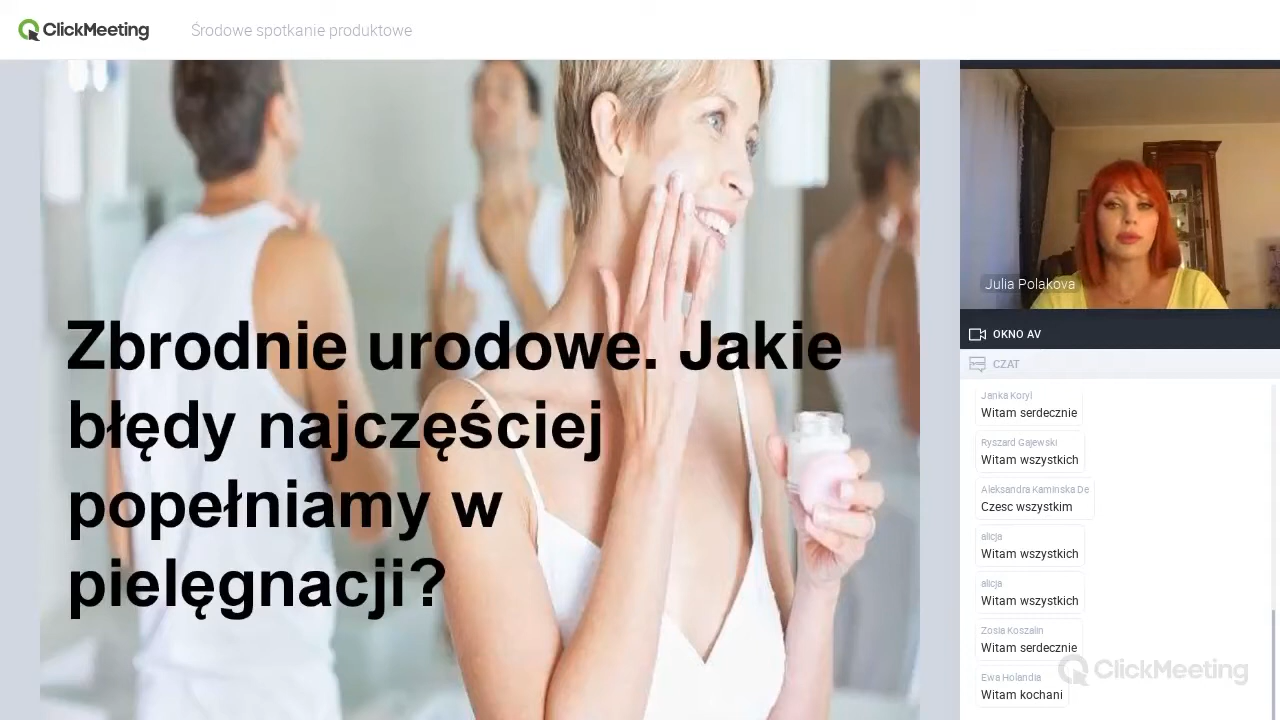 ClickMeeting
Środowe spotkanie produktowe
Zbrodnie urodowe. Jakie
błędy najczęściej
popełniamy w
pielęgnacji?
Julia Polakova
OKNO AV
CZAT
Janka Koryl
Witam serdecznie
Ryszard Gajewski
Witam wszystkich
Aleksandra Kaminska De
Czesc wszystkim
alicja
Witam wszystkich
alicja
Witam wszystkich
Zosia Koszalin
Witam serdecznie
Ewa Holandia
Witam kochani
ClickMeeting